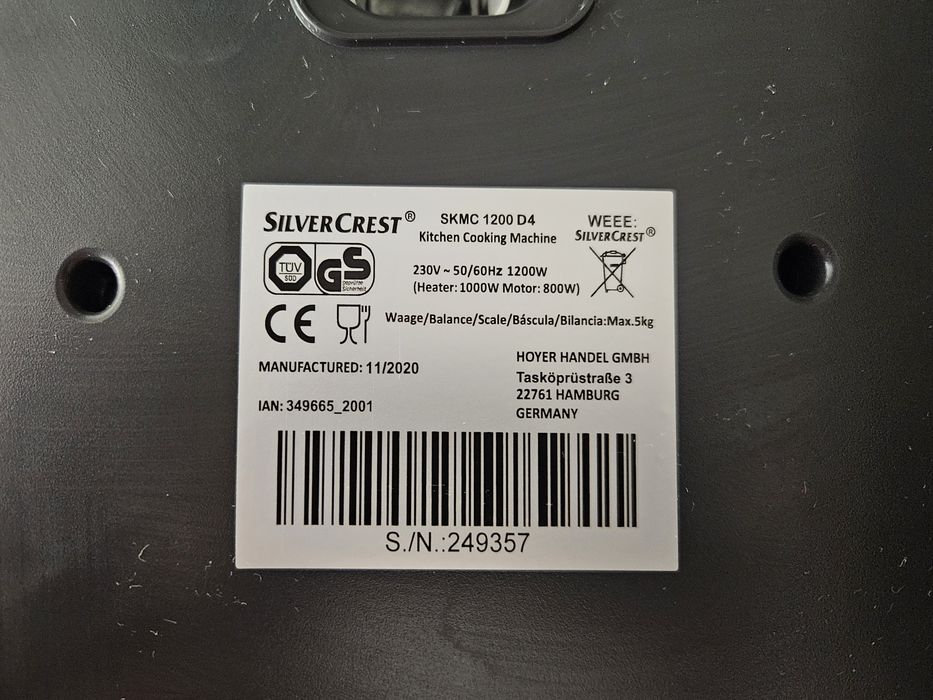 SILVERCREST®
SKMC 1200 D4
Kitchen Cooking Machine
WEEE:
SILVERCREST®
TÜV
SÜD
GS
geprüfte
Sicherheit
230V ~ 50/60Hz 1200W
(Heater: 1000W Motor: 800W)
CE
Waage/Balance/Scale/Báscula/Bilancia:Max.5kg
MANUFACTURED: 11/2020
HOYER HANDEL GMBH
Tasköprüstraße 3
22761 HAMBURG
GERMANY
IAN: 349665_2001
S./N.:249357